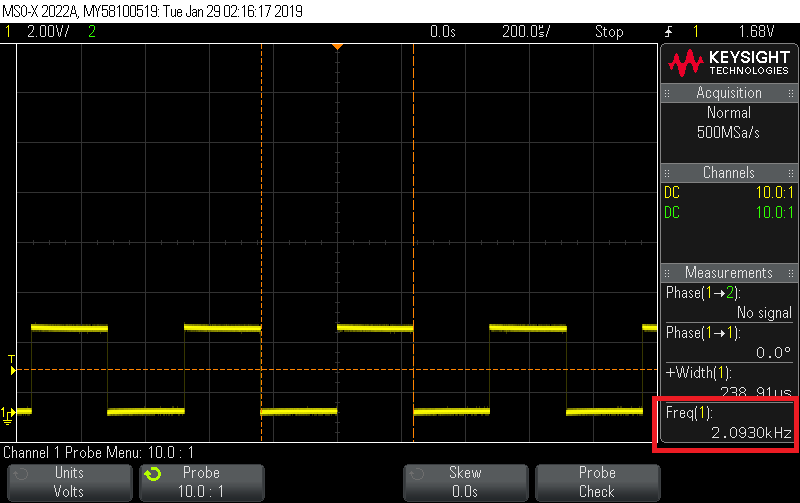 MSO-X 2022A, MY58100519: Tue Jan 29 02:16:17 2019
1 2.00V/ 2 0.0s 200.0µs/ Stop 1 1.68V
KEYSIGHT
TECHNOLOGIES
Acquisition
Normal
500MSa/s
Channels
DC 10.0:1
DC 10.0:1
Measurements
Phase(1→2):
No signal
Phase(1→1):
0.0°
+Width(1):
238.91µs
Freq(1):
2.0930kHz
T
1
Channel 1 Probe Menu: 10.0 : 1
Units
Volts
Probe
10.0 : 1
Skew
0.0s
Probe
Check